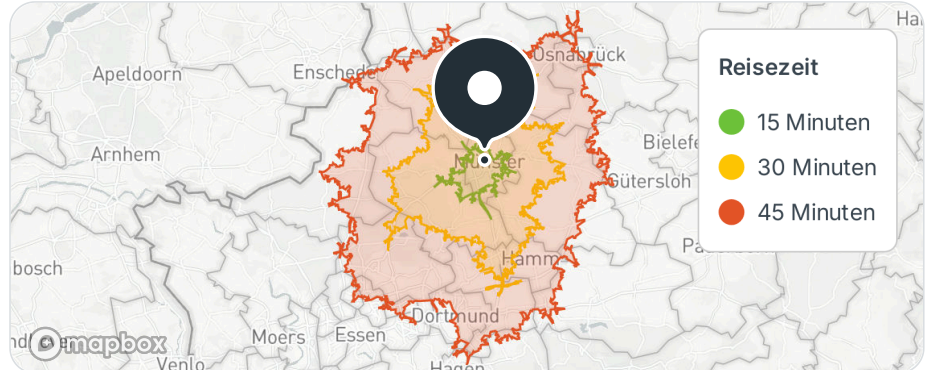 Ha
Osnabrück
Reisezeit
Apeldoorn
Enschede
15 Minuten
Bielefe
Arnhem
Münster
30 Minuten
Gütersloh
45 Minuten
Hamm
bosch
Dortmund
Moers
Essen
mapbox
Venlo
Hagen